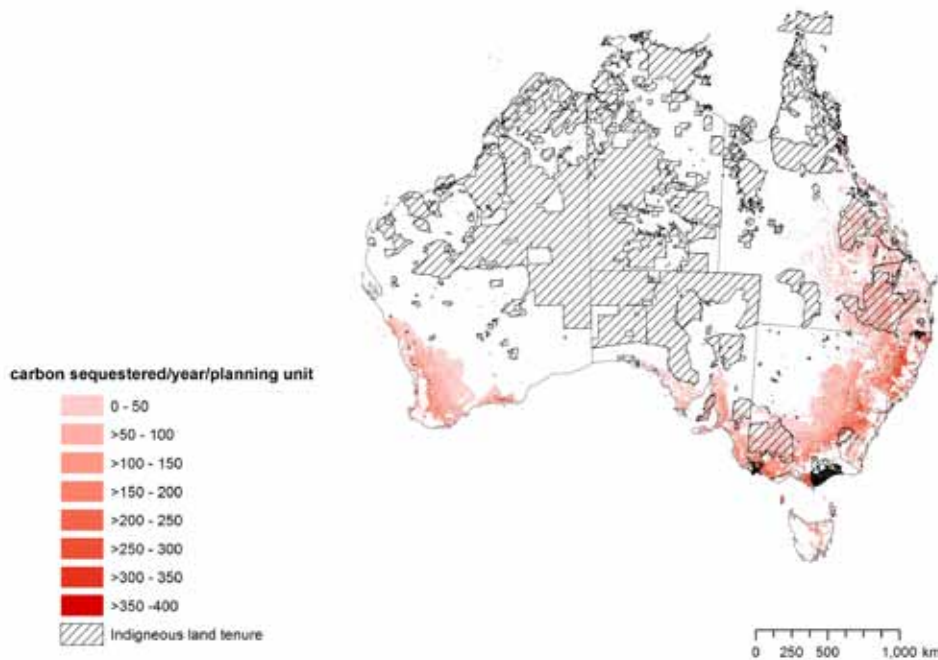 carbon sequestered/year/planning unit
0 - 50
>50 - 100
>100 - 150
>150 - 200
>200 - 250
>250 - 300
>300 - 350
>350 -400
Indigneous land tenure
0 250 500 1,000 km